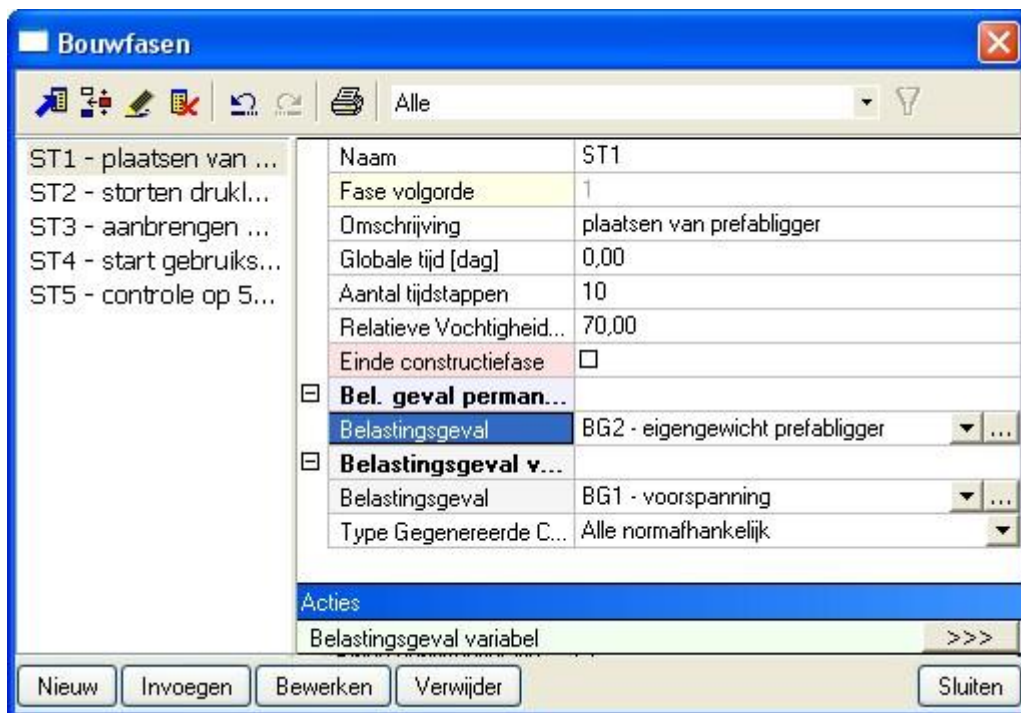 Bouwfasen
Alle
ST1 - plaatsen van ...
ST2 - storten drukl...
ST3 - aanbrengen ...
ST4 - start gebruiks...
ST5 - controle op 5...
Naam ST1
Fase volgorde 1
Omschrijving plaatsen van prefabligger
Globale tijd [dag] 0,00
Aantal tijdstappen 10
Relatieve Vochtigheid... 70,00
Einde constructiefase
Bel. geval perman...
Belastingsgeval BG2 - eigengewicht prefabligger ...
Belastingsgeval v...
Belastingsgeval BG1 - voorspanning ...
Type Gegenereerde C... Alle normafhankelijk
Acties
Belastingsgeval variabel >>>
Nieuw Invoegen Bewerken Verwijder Sluiten